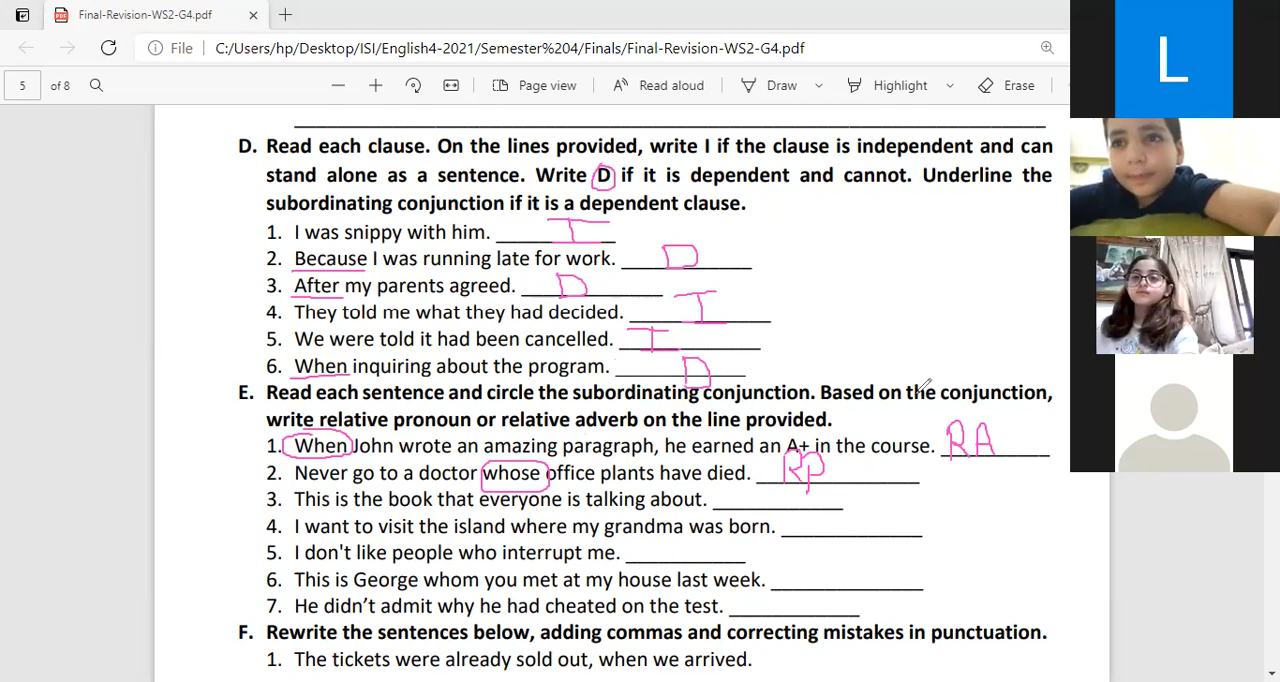 Final-Revision-WS2-G4.pdf
File | C:/Users/hp/Desktop/ISI/English4-2021/Semester%204/Finals/Final-Revision-WS2-G4.pdf
5 of 8 Page view Read aloud Draw Highlight Erase
L
D. Read each clause. On the lines provided, write I if the clause is independent and can
stand alone as a sentence. Write D if it is dependent and cannot. Underline the
subordinating conjunction if it is a dependent clause.
1. I was snippy with him. I
2. Because I was running late for work. D
3. After my parents agreed. D
4. They told me what they had decided. I
5. We were told it had been cancelled. I
6. When inquiring about the program. D
E. Read each sentence and circle the subordinating conjunction. Based on the conjunction,
write relative pronoun or relative adverb on the line provided.
1. When John wrote an amazing paragraph, he earned an A+ in the course. RA
2. Never go to a doctor whose office plants have died. RP
3. This is the book that everyone is talking about.
4. I want to visit the island where my grandma was born.
5. I don't like people who interrupt me.
6. This is George whom you met at my house last week.
7. He didn’t admit why he had cheated on the test.
F. Rewrite the sentences below, adding commas and correcting mistakes in punctuation.
1. The tickets were already sold out, when we arrived.